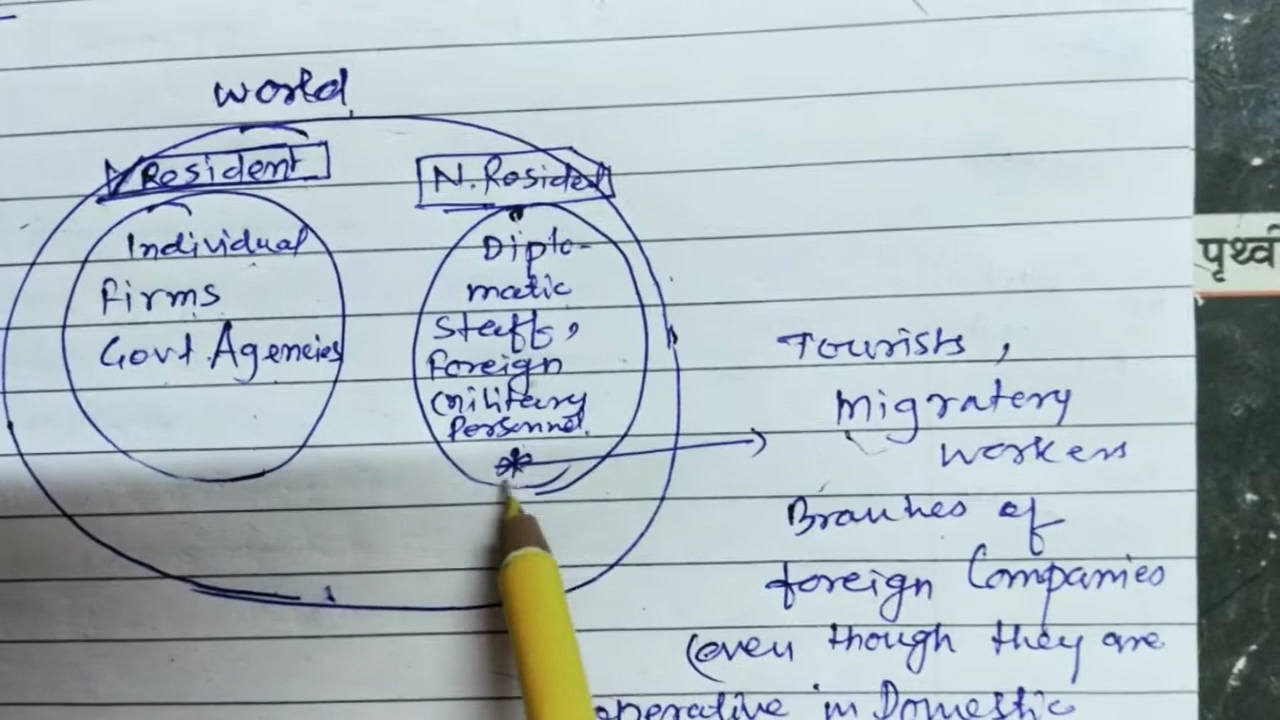 World
Resident
N. Resident
Individual
Firms
Govt. Agencies
Diplo-
matic
Staffs,
Foreign
military
Personnel.
*
Tourists,
Migratery
workers
Branches of
foreign Companies
(even though they are
operative in Domestic
पृथ्वी